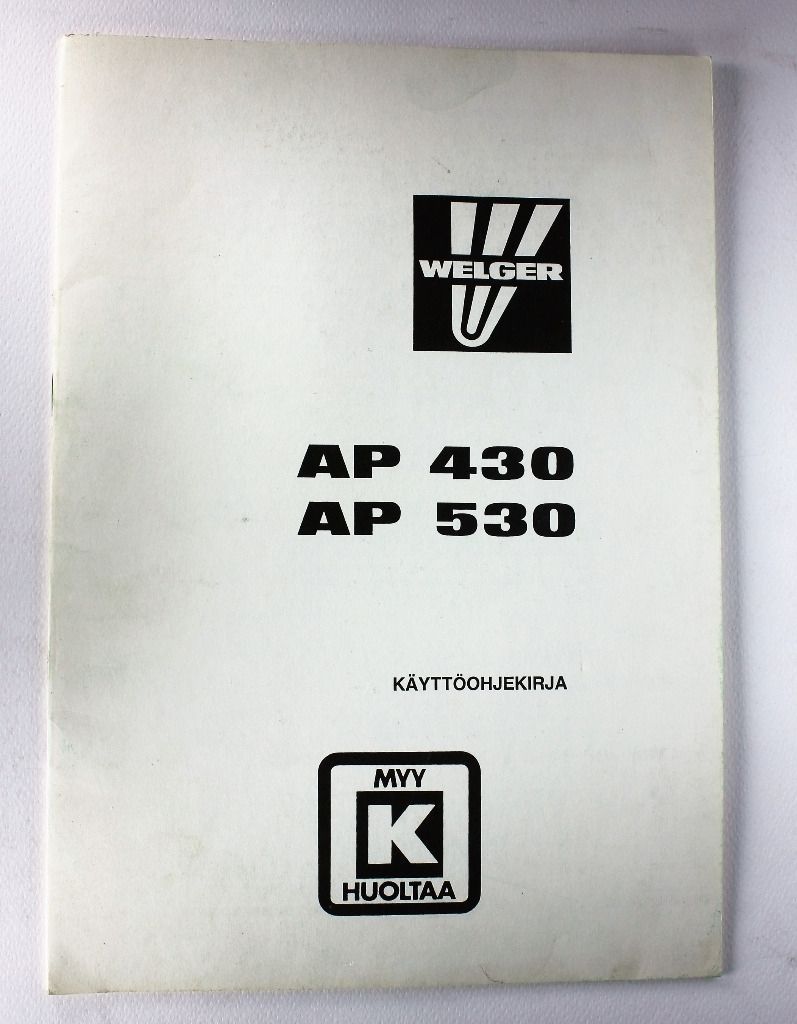 WELGER
AP 430
AP 530
KÄYTTÖOHJEKIRJA
MYY
K
HUOLTAA